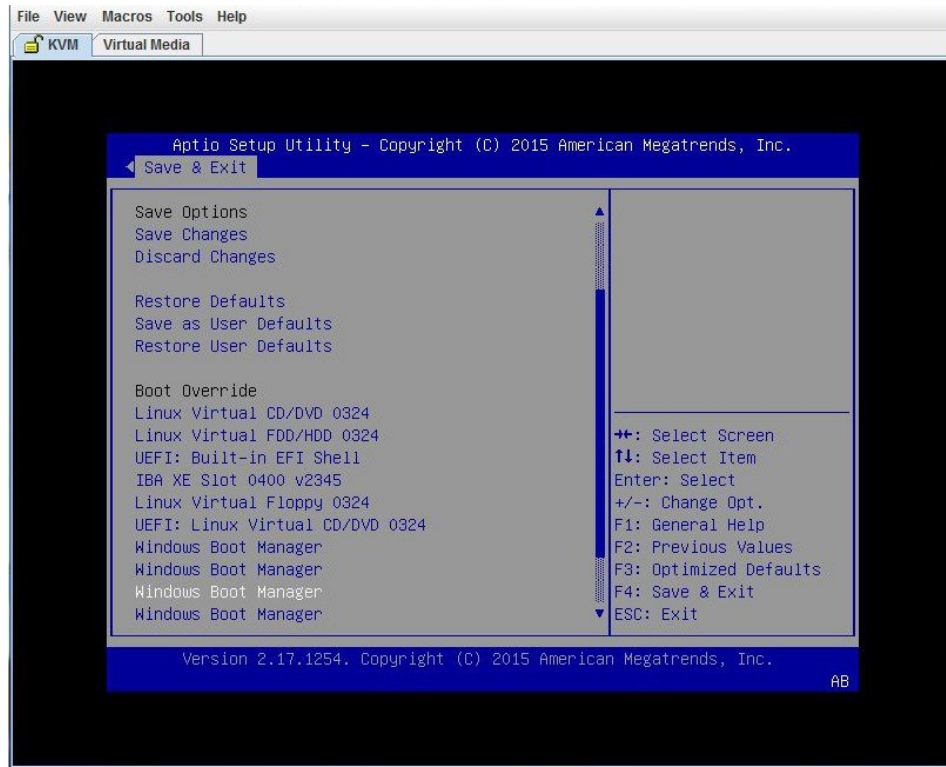 File View Macros Tools Help
KVM Virtual Media
Aptio Setup Utility – Copyright (C) 2015 American Megatrends, Inc.
Save & Exit
Save Options
Save Changes
Discard Changes
Restore Defaults
Save as User Defaults
Restore User Defaults
Boot Override
Linux Virtual CD/DVD 0324
Linux Virtual FDD/HDD 0324
UEFI: Built-in EFI Shell
IBA XE Slot 0400 v2345
Linux Virtual Floppy 0324
UEFI: Linux Virtual CD/DVD 0324
Windows Boot Manager
Windows Boot Manager
Windows Boot Manager
Windows Boot Manager
→←: Select Screen
↑↓: Select Item
Enter: Select
+/-: Change Opt.
F1: General Help
F2: Previous Values
F3: Optimized Defaults
F4: Save & Exit
ESC: Exit
Version 2.17.1254. Copyright (C) 2015 American Megatrends, Inc.
AB